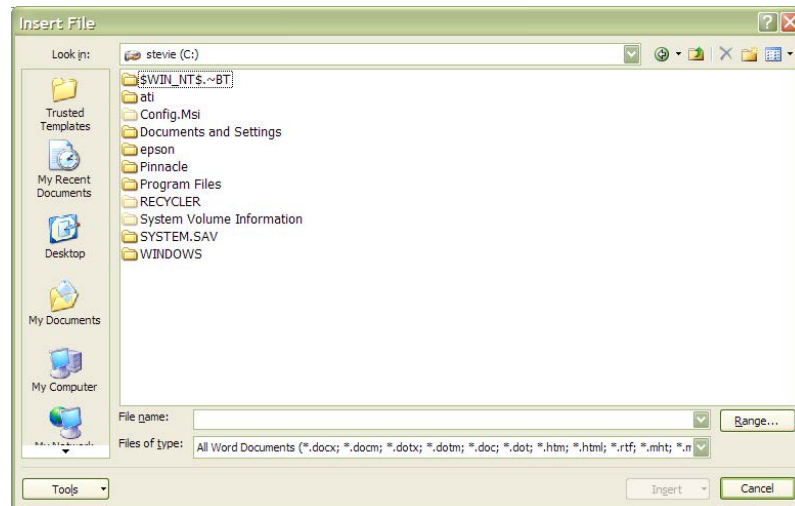 Insert File
Look in:
stevie (C:)
Trusted
Templates
My Recent
Documents
Desktop
My Documents
My Computer
$WIN_NT$.~BT
ati
Config.Msi
Documents and Settings
epson
Pinnacle
Program Files
RECYCLER
System Volume Information
SYSTEM.SAV
WINDOWS
File name:
Range...
Files of type:
All Word Documents (*.docx; *.docm; *.dotx; *.dotm; *.doc; *.dot; *.htm; *.html; *.rtf; *.mht; *.m
Tools
Insert
Cancel